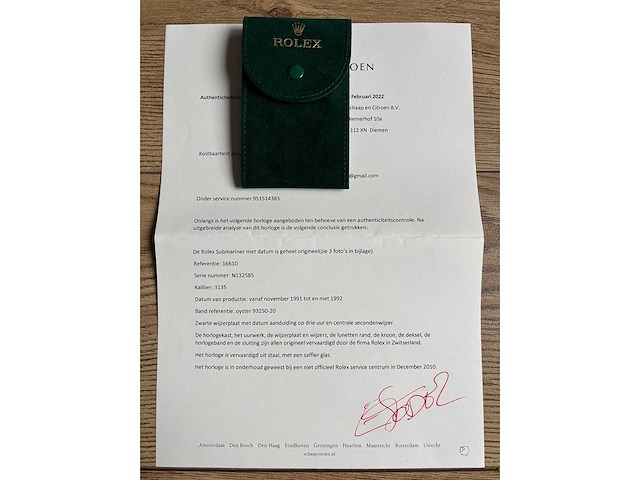 ROLEX
OEN
Februari 2022
chaap en Citroen B.V.
112 XN Diemen
@gmail.com
Onder service nummer 951514383
Onlangs is het volgende horloge aangeboden ten behoeve van een authenticiteitscontrole. Na
uitgebreide analyse van dit horloge is de volgende conclusie getrokken:
De Rolex Submariner met datum is geheel origineel(zie 3 foto's in bijlage)
Referentie: 16610
Serie nummer: N132585
Kaliber: 3135
Datum van productie: vanaf november 1991 tot en met 1992
Band referentie: oyster 93250-20
Zwarte wijzerplaat met datum aanduiding op drie uur en centrale secondenwijzer.
De horlogekast, het uurwerk, de wijzerplaat en wijzers, de lunetten rand, de kroon, de deksel, de
horlogeband en de sluiting zijn allen origineel vervaardigd door de firma Rolex in Zwitserland.
Het horloge is vervaardigd uit staal, met een saffier glas.
Het horloge is in onderhoud geweest bij een niet officieel Rolex service centrum in December 2010.
Amsterdam Den Bosch Den Haag Eindhoven Groningen Haarlem Maastricht Rotterdam Utrecht
schaapcitroen.nl